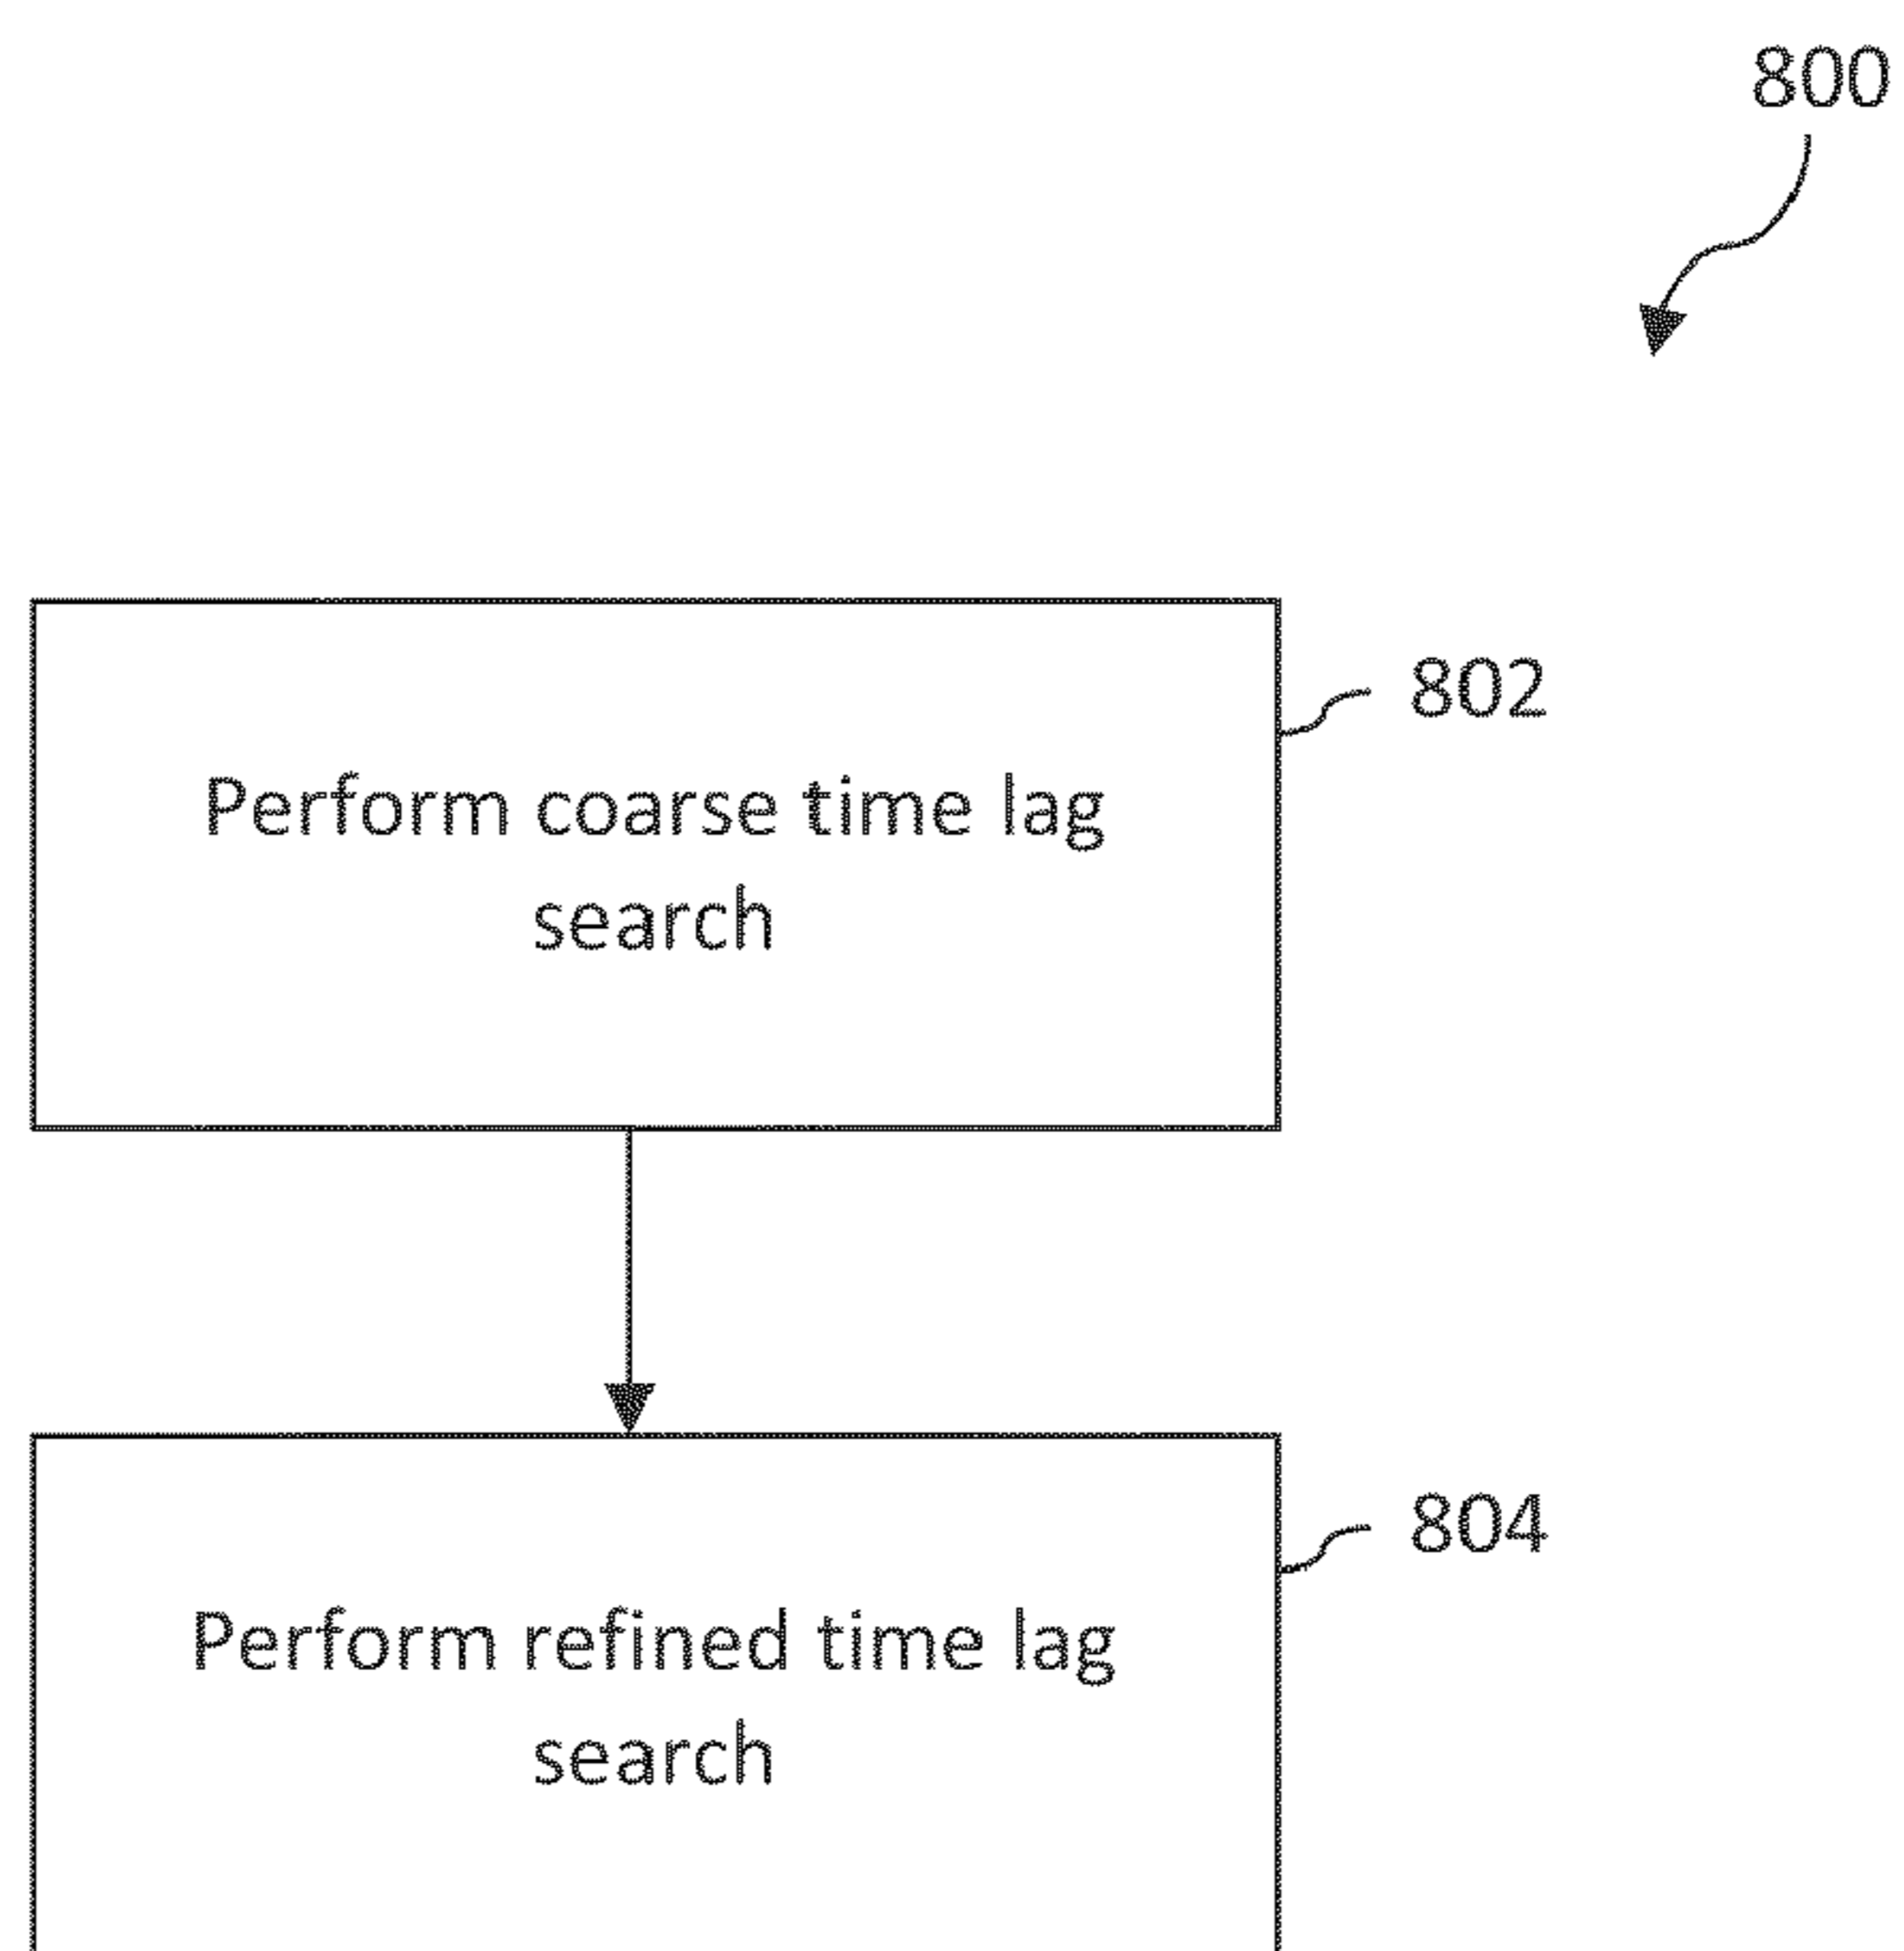 800
802
Perform coarse time lag
search
804
Perform refined time lag
search